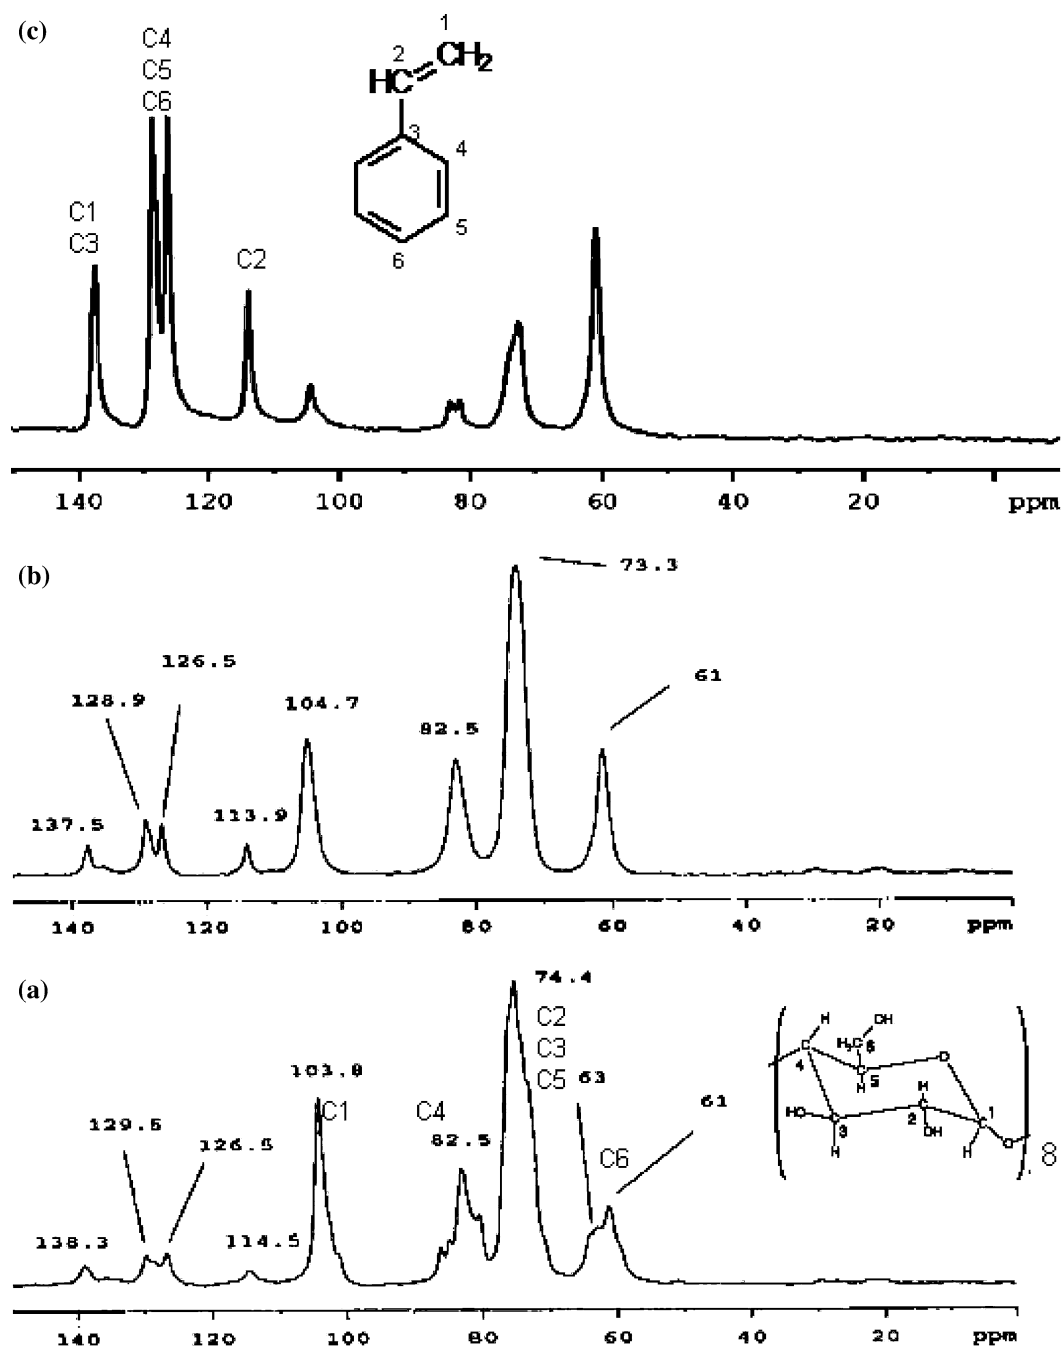 (c)
C4
C5
C6
C1
C3
C2
1
2
HC
CH2
3
4
5
6
140 120 100 80 60 40 20 ppm
(b)
73.3
126.5
128.9
104.7
82.5
61
137.5
113.9
140 120 100 80 60 40 20 ppm
(a)
74.4
C2
C3
C5
63
103.8
C1
C4
82.5
61
C6
129.5
126.5
138.3
114.5
H
OH
H2C
6
C
4
C
5
H
O
H
HO
C
3
H
2
C
OH
1
C
H
O
8
140 120 100 80 60 40 20 ppm